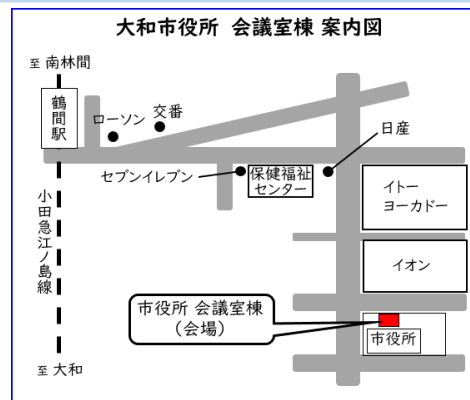 大和市役所 会議室棟 案内図
至 南林間
鶴間駅
ローソン
交番
日産
セブンイレブン
保健福祉
センター
イトー
ヨーカドー
小田急江ノ島線
イオン
市役所 会議室棟
(会場)
市役所
至 大和